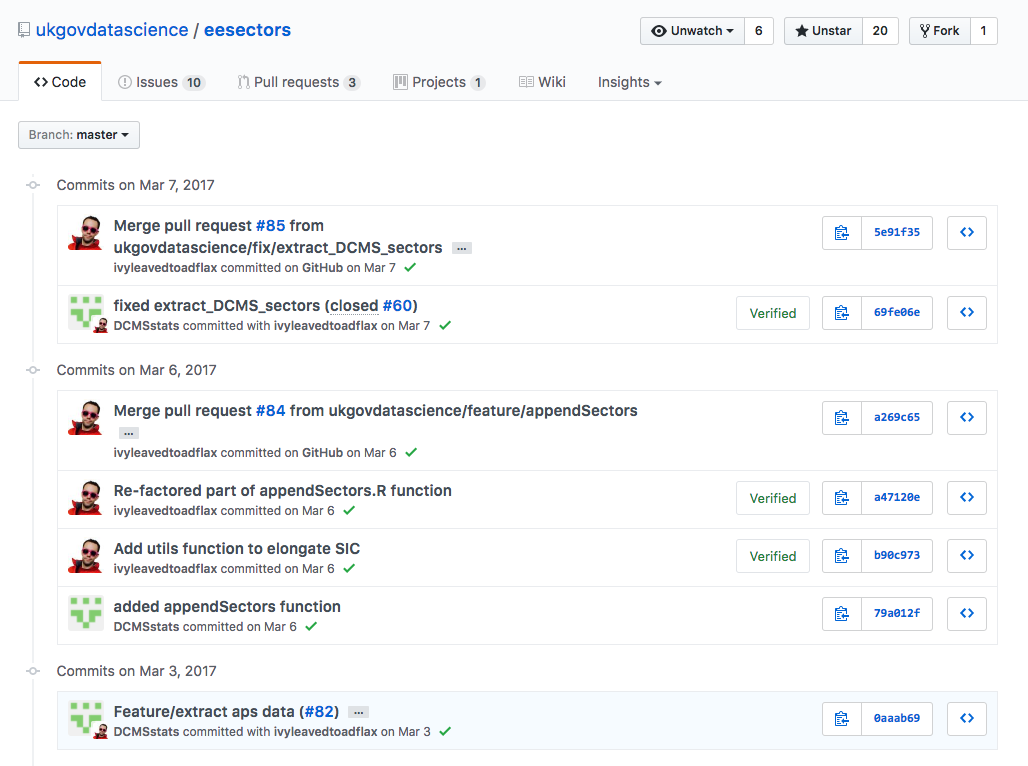 ukgovdatascience / eesectors
Unwatch 6 Unstar 20 Fork 1
Code Issues 10 Pull requests 3 Projects 1 Wiki Insights
Branch: master
Commits on Mar 7, 2017
Merge pull request #85 from
ukgovdatascience/fix/extract_DCMS_sectors …
5e91f35
ivyleavedtoadflax committed on GitHub on Mar 7
fixed extract_DCMS_sectors (closed #60)
Verified 69fe06e
DCMSstats committed with ivyleavedtoadflax on Mar 7
Commits on Mar 6, 2017
Merge pull request #84 from ukgovdatascience/feature/appendSectors
…
a269c65
ivyleavedtoadflax committed on GitHub on Mar 6
Re-factored part of appendSectors.R function
Verified a47120e
ivyleavedtoadflax committed on Mar 6
Add utils function to elongate SIC
Verified b90c973
ivyleavedtoadflax committed on Mar 6
added appendSectors function
79a012f
DCMSstats committed on Mar 6
Commits on Mar 3, 2017
Feature/extract aps data (#82) …
0aaab69
DCMSstats committed with ivyleavedtoadflax on Mar 3